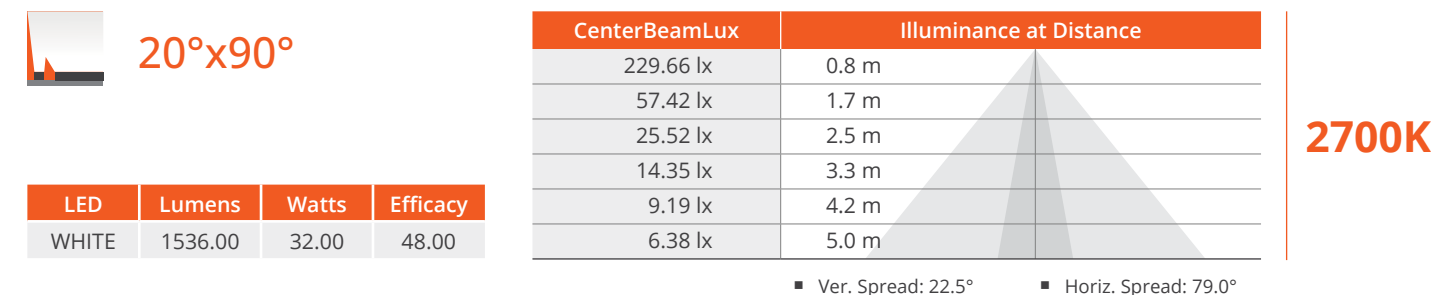 20°x90°
LED Lumens Watts Efficacy
WHITE 1536.00 32.00 48.00
CenterBeamLux Illuminance at Distance
229.66 lx 0.8 m
57.42 lx 1.7 m
25.52 lx 2.5 m
14.35 lx 3.3 m
9.19 lx 4.2 m
6.38 lx 5.0 m
■ Ver. Spread: 22.5° ■ Horiz. Spread: 79.0°
2700K